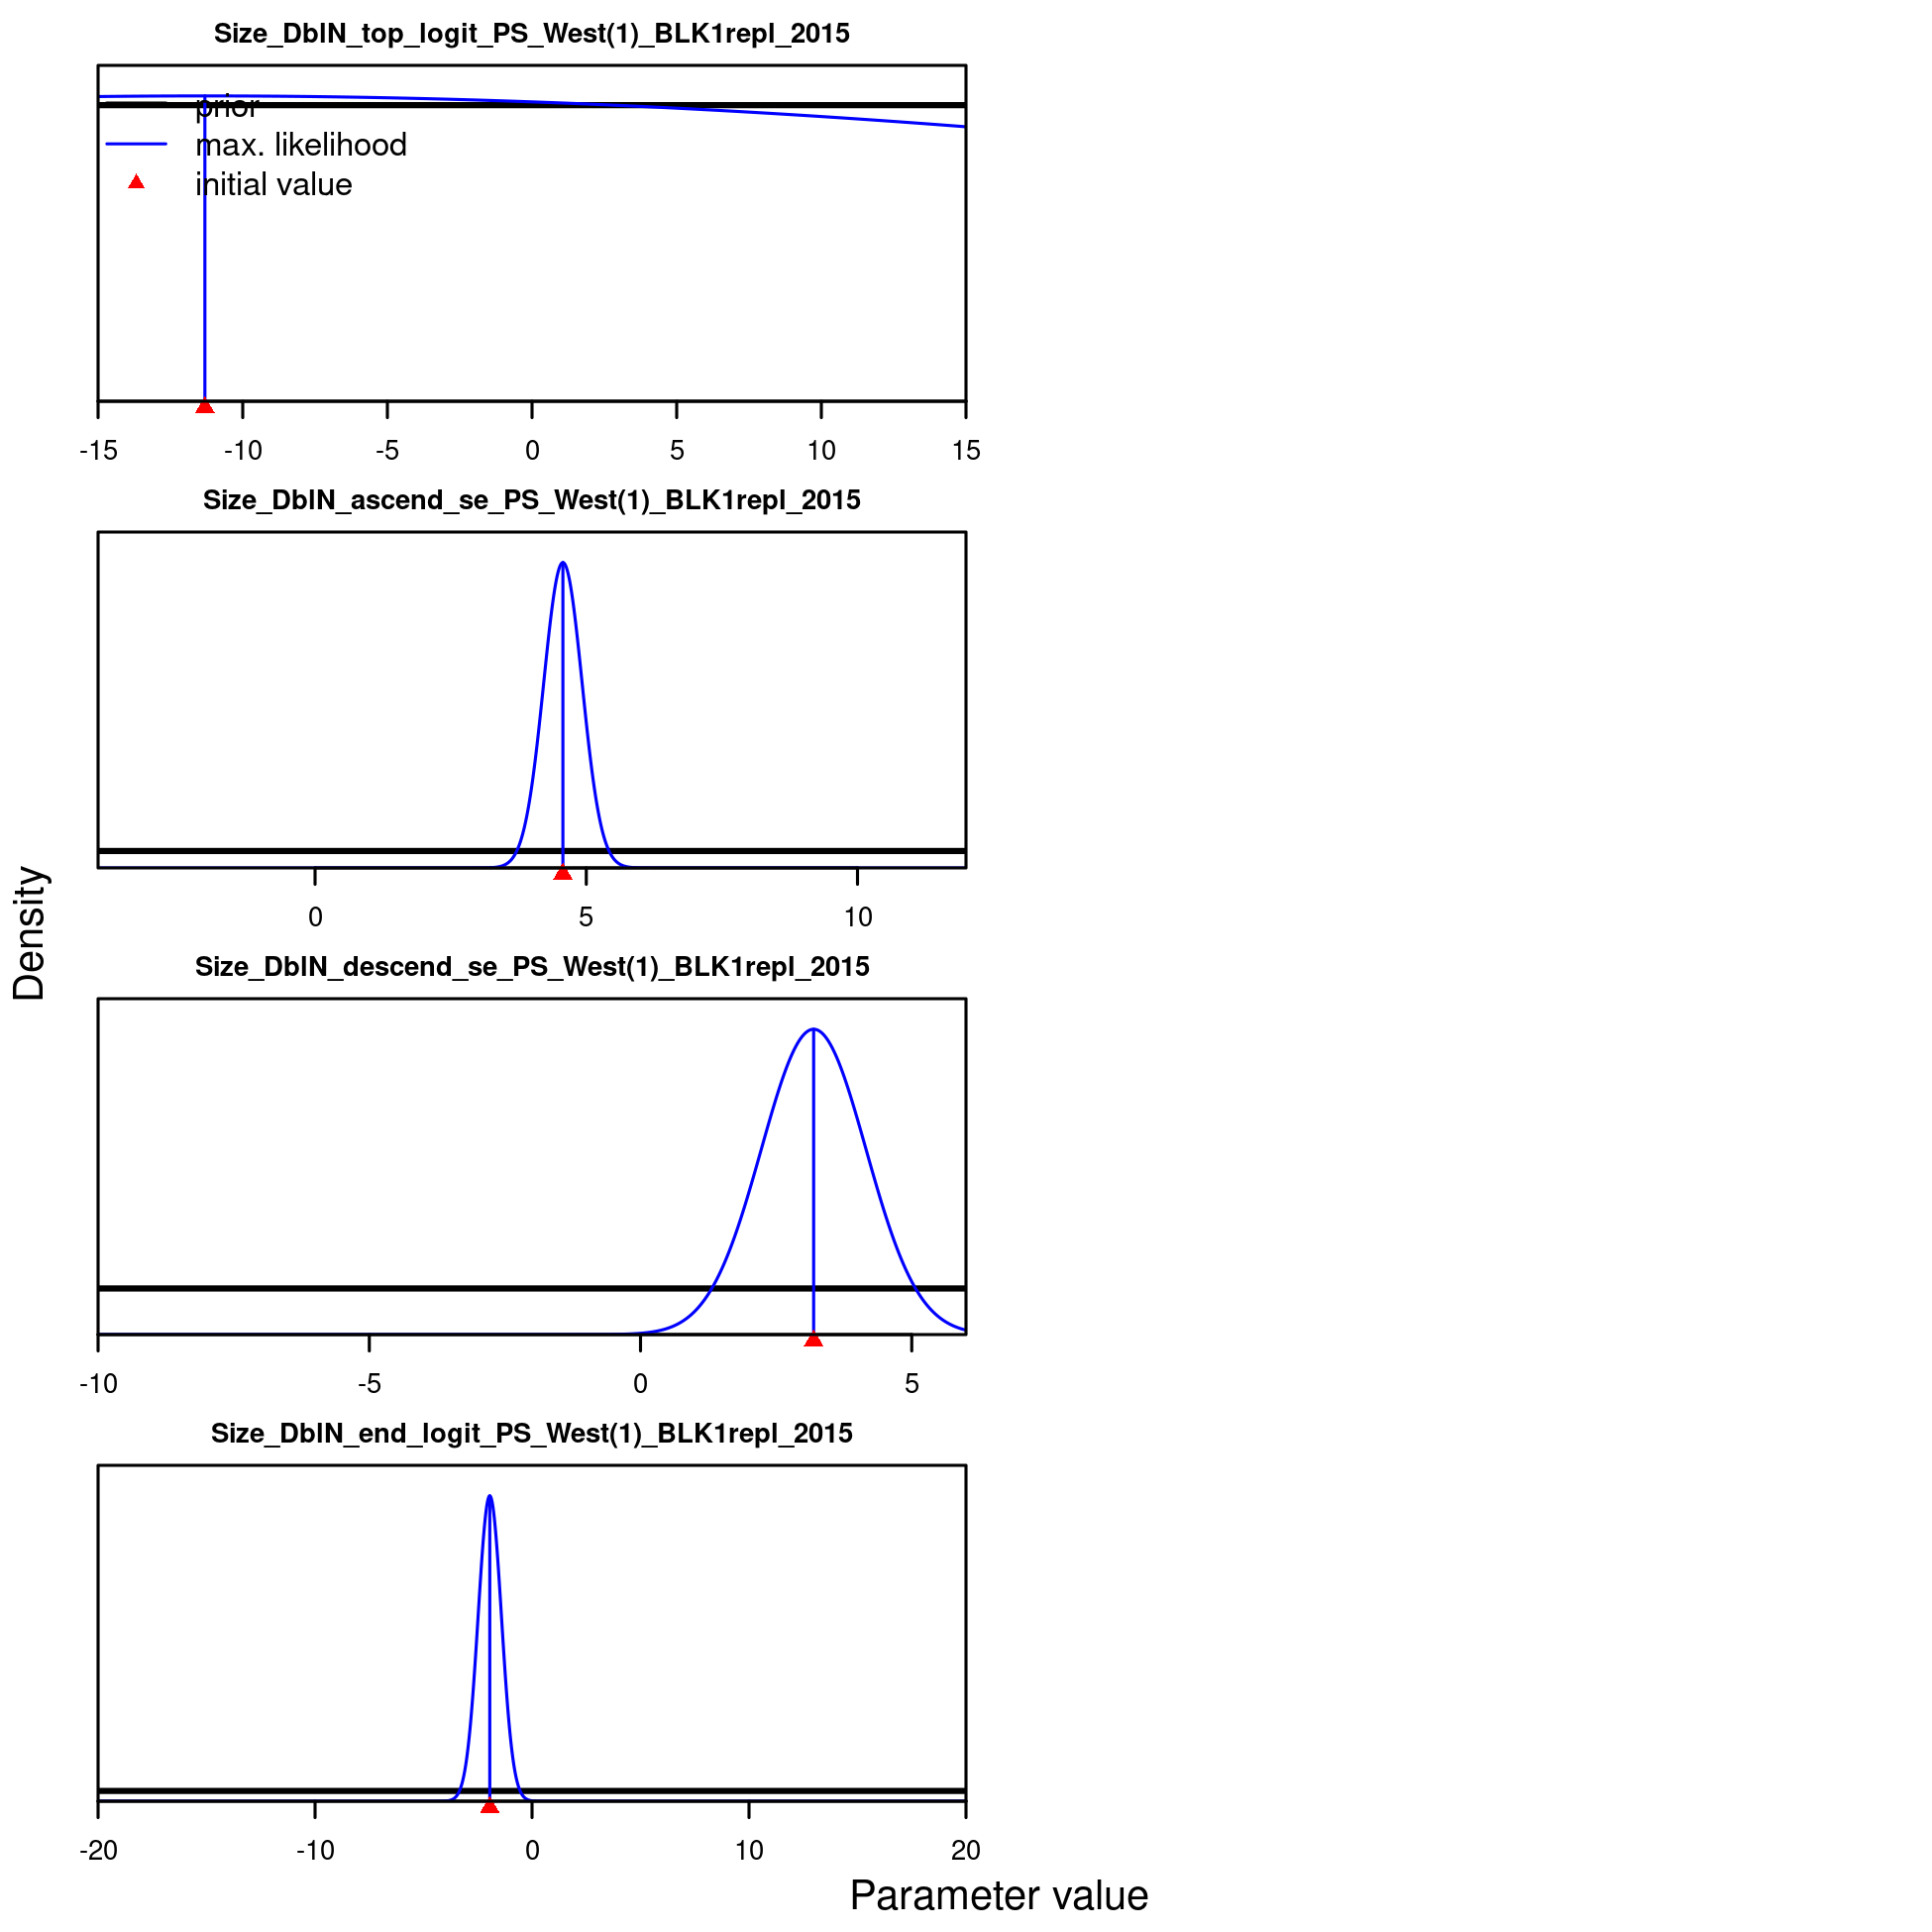 Size_DblN_top_logit_PS_West(1)_BLK1repl_2015
prior
max. likelihood
initial value
-15 -10 -5 0 5 10 15
Size_DblN_ascend_se_PS_West(1)_BLK1repl_2015
0 5 10
Size_DblN_descend_se_PS_West(1)_BLK1repl_2015
-10 -5 0 5
Size_DblN_end_logit_PS_West(1)_BLK1repl_2015
-20 -10 0 10 20
Density
Parameter value